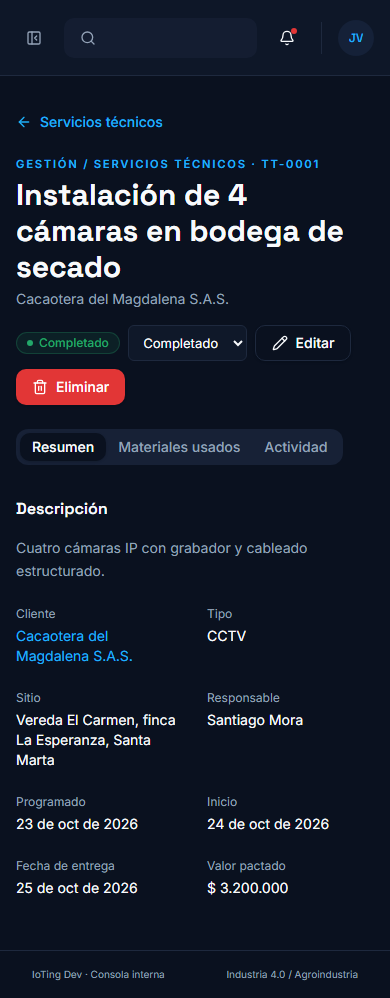 JV
Servicios técnicos
GESTIÓN / SERVICIOS TÉCNICOS · TT-0001
Instalación de 4
cámaras en bodega de
secado
Cacaotera del Magdalena S.A.S.
Completado
Completado
Editar
Eliminar
Resumen
Materiales usados
Actividad
Descripción
Cuatro cámaras IP con grabador y cableado
estructurado.
Cliente
Cacaotera del
Magdalena S.A.S.
Tipo
CCTV
Sitio
Vereda El Carmen, finca
La Esperanza, Santa
Marta
Responsable
Santiago Mora
Programado
23 de oct de 2026
Inicio
24 de oct de 2026
Fecha de entrega
25 de oct de 2026
Valor pactado
$ 3.200.000
IoTing Dev · Consola interna
Industria 4.0 / Agroindustria